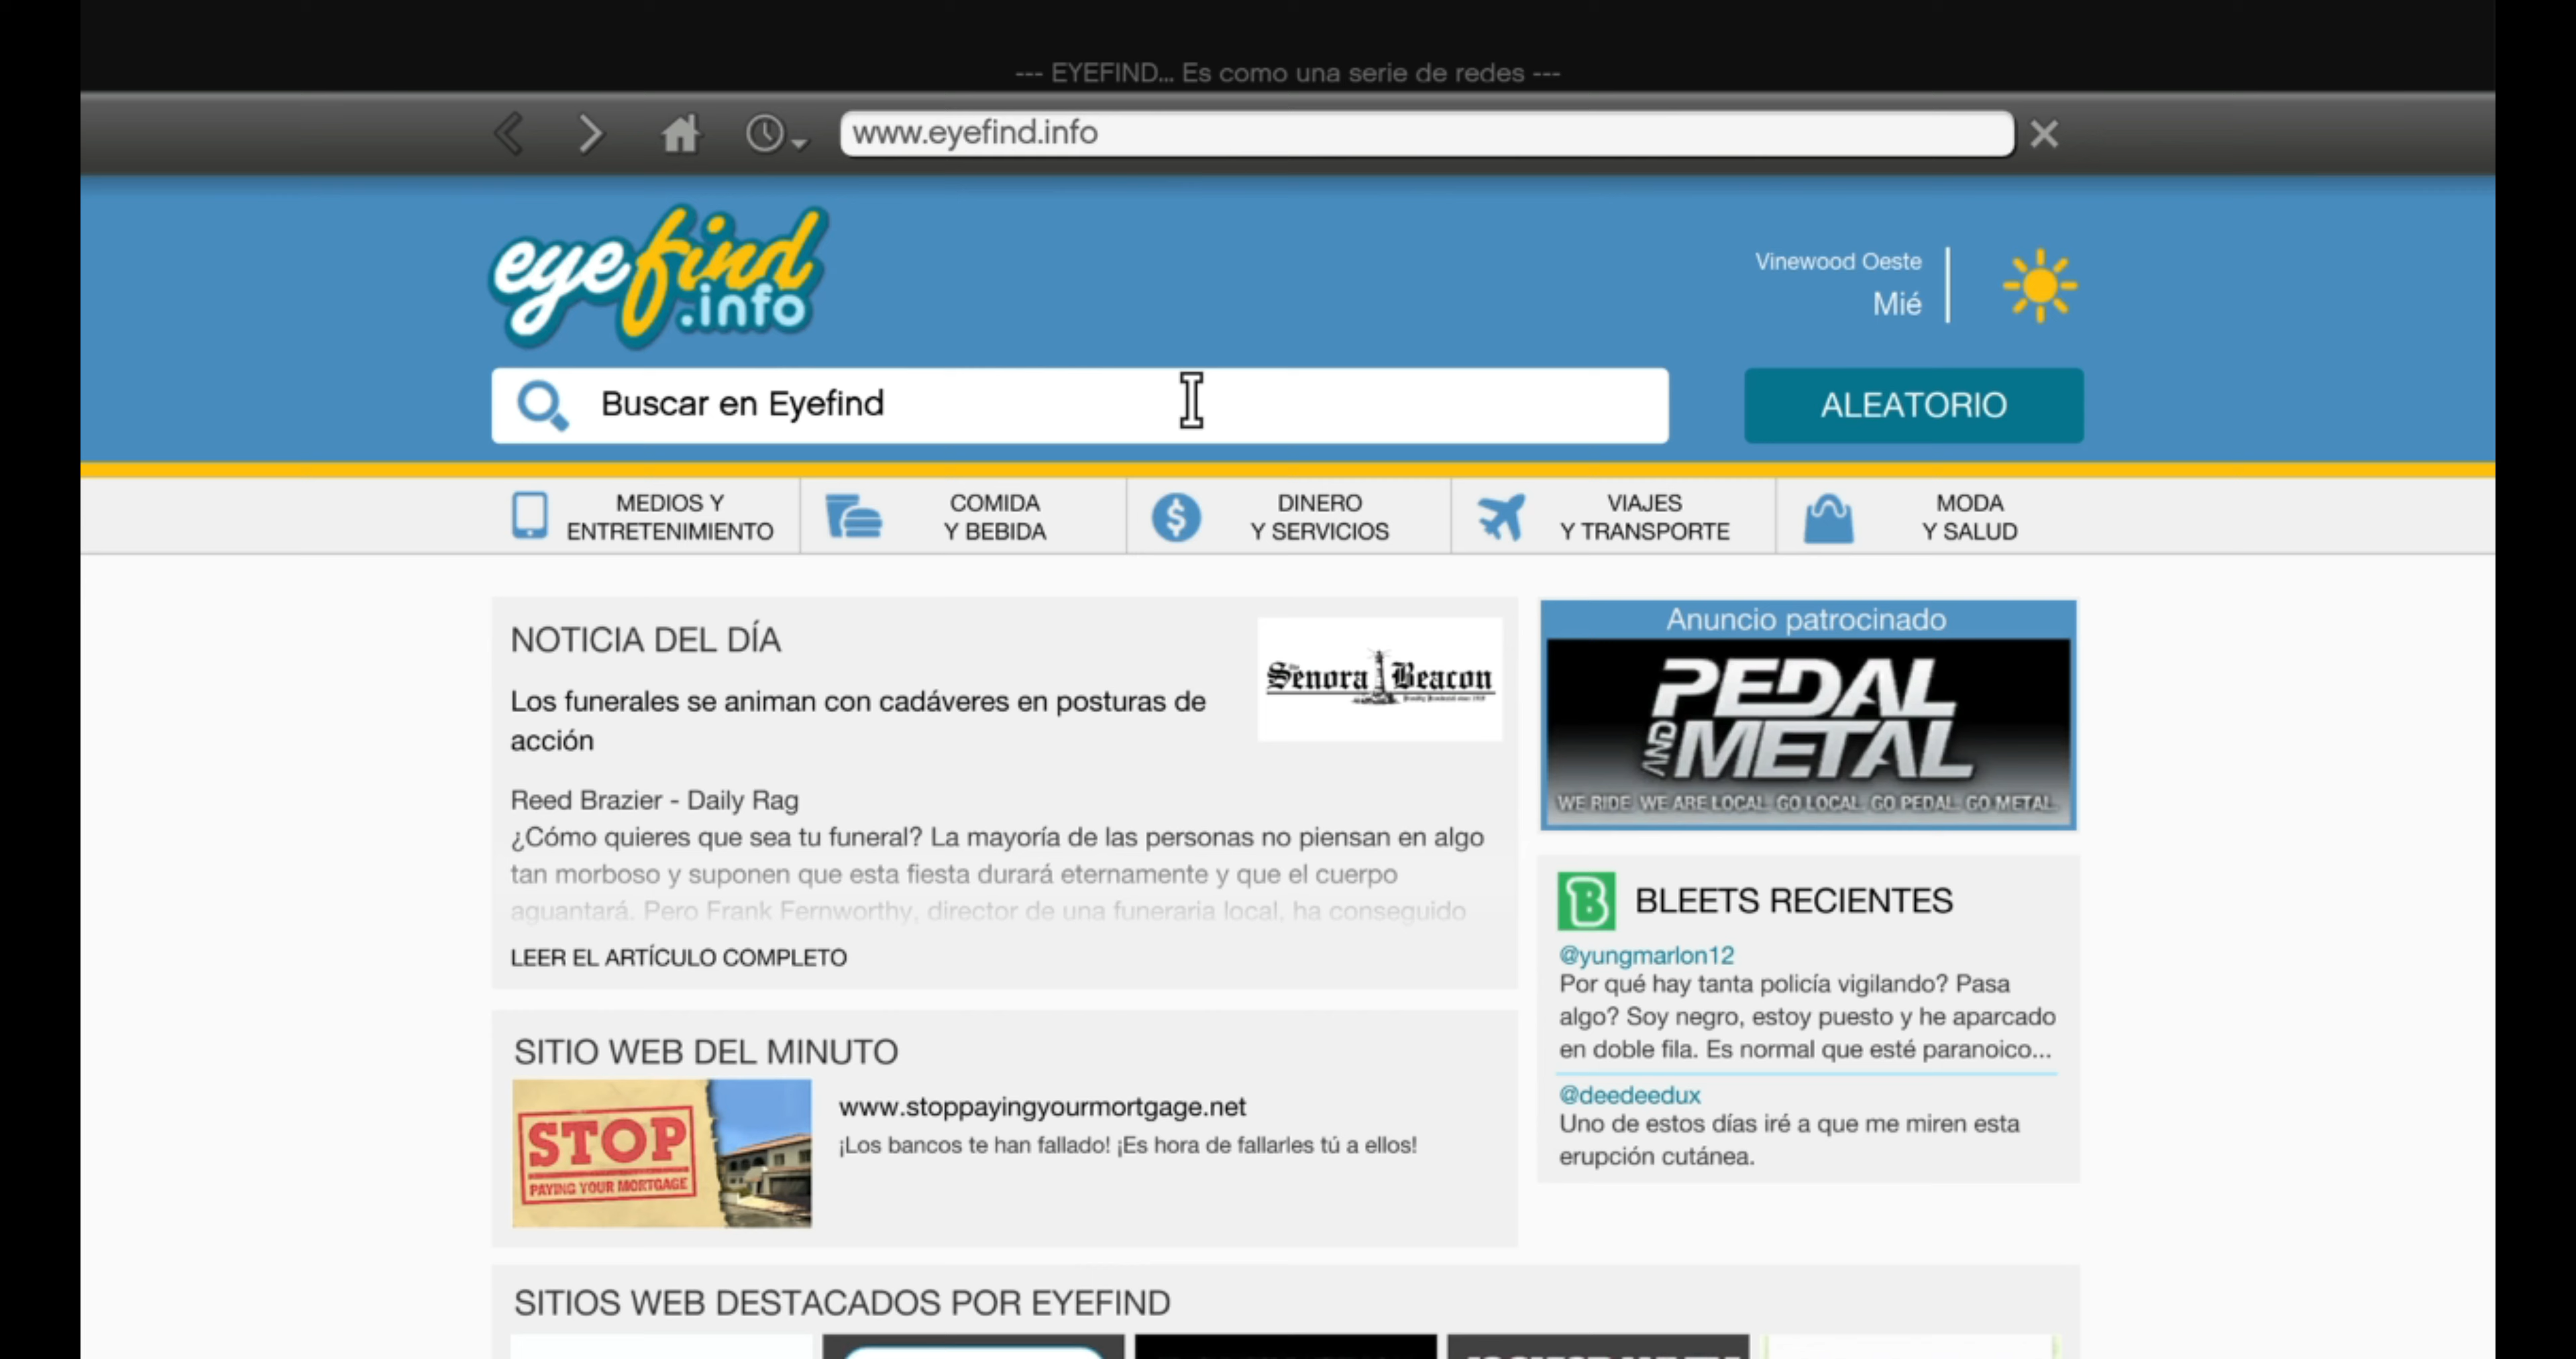 --- EYEFIND... Es como una serie de redes ---
www.eyefind.info
eyefind
.info
Vinewood Oeste
Mié
Buscar en Eyefind
ALEATORIO
MEDIOS Y
ENTRETENIMIENTO
COMIDA
Y BEBIDA
DINERO
Y SERVICIOS
VIAJES
Y TRANSPORTE
MODA
Y SALUD
NOTICIA DEL DÍA
Senora Beacon
Los funerales se animan con cadáveres en posturas de
acción
Reed Brazier - Daily Rag
¿Cómo quieres que sea tu funeral? La mayoría de las personas no piensan en algo
tan morboso y suponen que esta fiesta durará eternamente y que el cuerpo
aguantará. Pero Frank Fernworthy, director de una funeraria local, ha conseguido
LEER EL ARTÍCULO COMPLETO
Anuncio patrocinado
PEDAL
AND METAL
WE RIDE. WE ARE LOCAL. GO LOCAL. GO PEDAL. GO METAL.
B BLEETS RECIENTES
@yungmarlon12
Por qué hay tanta policía vigilando? Pasa
algo? Soy negro, estoy puesto y he aparcado
en doble fila. Es normal que esté paranoico...
@deedeedux
Uno de estos días iré a que me miren esta
erupción cutánea.
SITIO WEB DEL MINUTO
STOP
PAYING YOUR MORTGAGE
www.stoppayingyourmortgage.net
¡Los bancos te han fallado! ¡Es hora de fallarles tú a ellos!
SITIOS WEB DESTACADOS POR EYEFIND